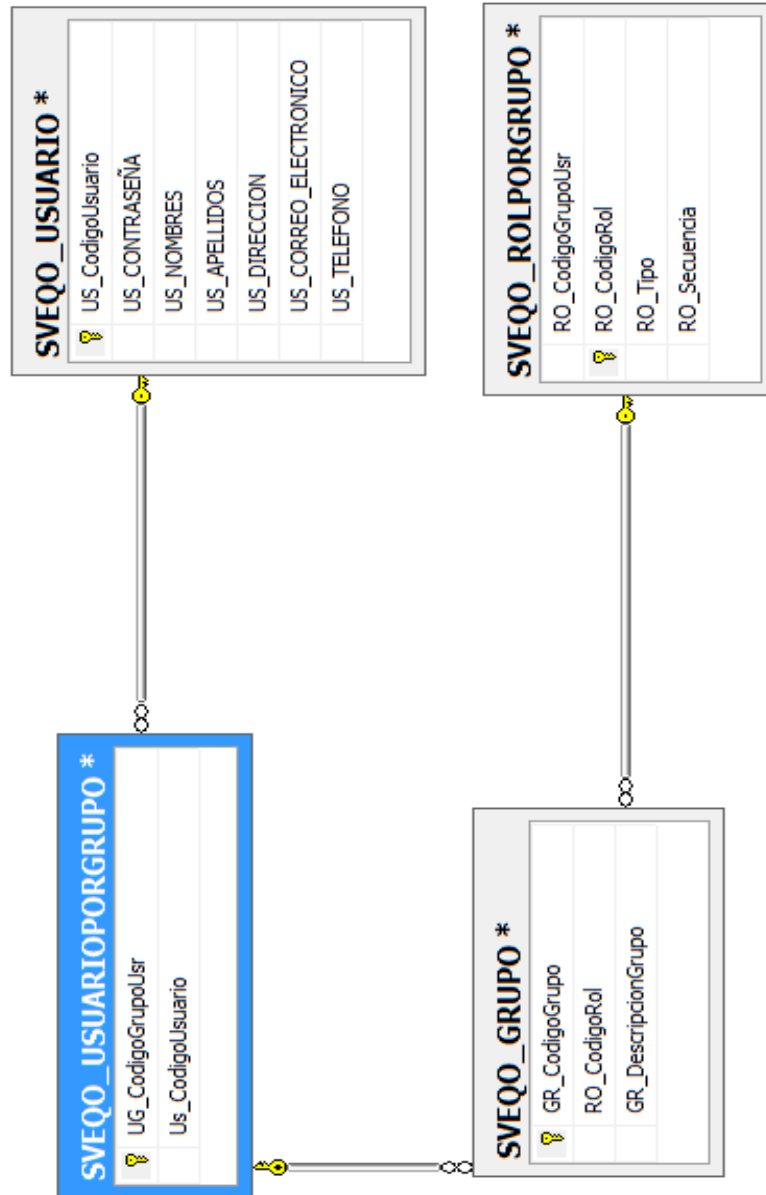 SVEQO_USUARIOPORGRUPO *
UG_CodigoGrupoUsr
Us_CodigoUsuario
SVEQO_USUARIO *
US_CodigoUsuario
US_CONTRASEÑA
US_NOMBRES
US_APELLIDOS
US_DIRECCION
US_CORREO_ELECTRONICO
US_TELEFONO
SVEQO_GRUPO *
GR_CodigoGrupo
RO_CodigoRol
GR_DescripcionGrupo
SVEQO_ROLPORGRUPO *
RO_CodigoGrupoUsr
RO_CodigoRol
RO_Tipo
RO_Secuencia